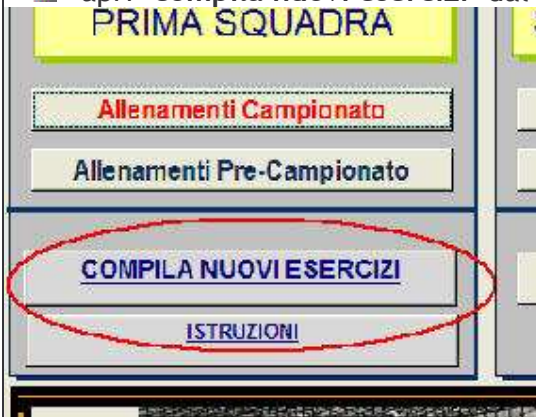 PRIMA SQUADRA
Allenamenti Campionato
Allenamenti Pre-Campionato
COMPILA NUOVI ESERCIZI
ISTRUZIONI